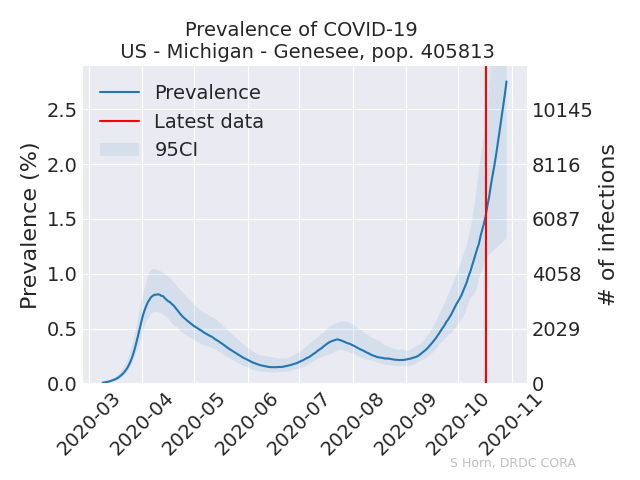 Prevalence of COVID-19
US - Michigan - Genesee, pop. 405813
Prevalence
Latest data
95CI
Prevalence (%)
2.5
2.0
1.5
1.0
0.5
0.0
10145
8116
6087
4058
2029
0
# of infections
2020-03
2020-04
2020-05
2020-06
2020-07
2020-08
2020-09
2020-10
2020-11
S Horn, DRDC CORA